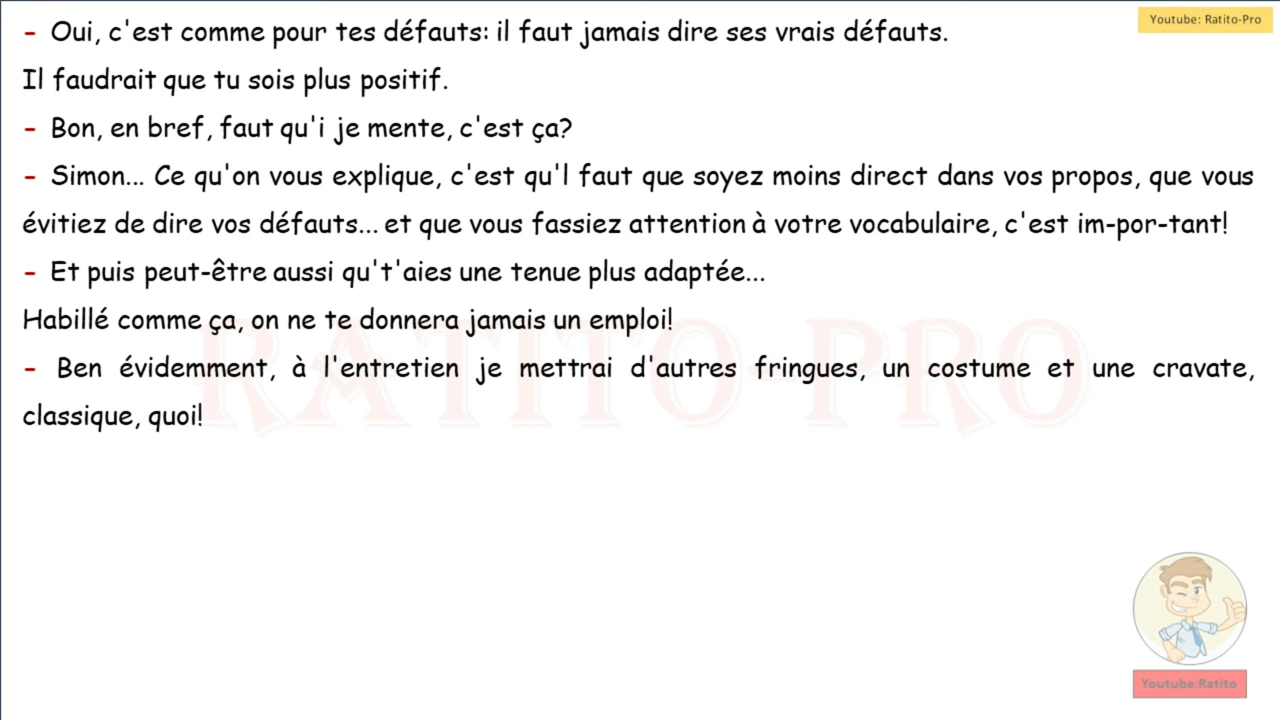 Youtube: Ratito-Pro
- Oui, c'est comme pour tes défauts: il faut jamais dire ses vrais défauts.
Il faudrait que tu sois plus positif.
- Bon, en bref, faut qu'i je mente, c'est ça?
- Simon... Ce qu'on vous explique, c'est qu'l faut que soyez moins direct dans vos propos, que vous
évitiez de dire vos défauts... et que vous fassiez attention à votre vocabulaire, c'est im-por-tant!
- Et puis peut-être aussi qu't'aies une tenue plus adaptée...
Habillé comme ça, on ne te donnera jamais un emploi!
- Ben évidemment, à l'entretien je mettrai d'autres fringues, un costume et une cravate,
classique, quoi!
RATITO-PRO
Youtube:Ratito